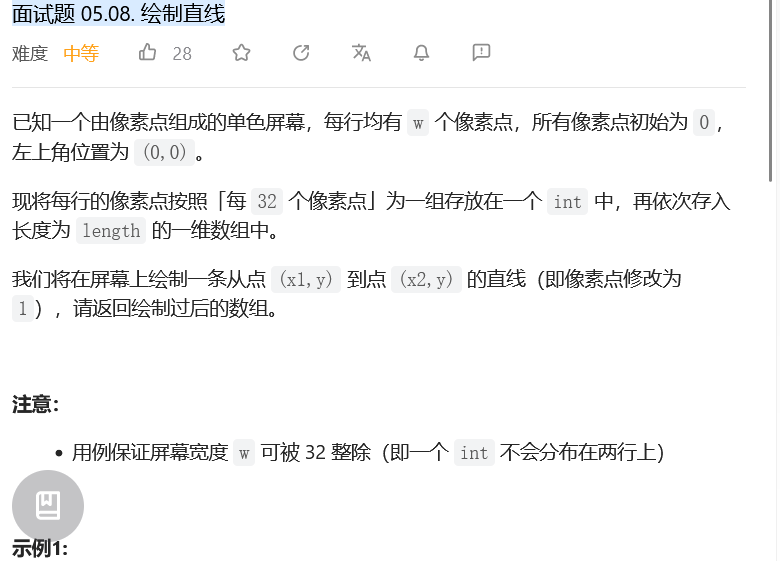 面试题 05.08. 绘制直线
难度 中等 28
已知一个由像素点组成的单色屏幕，每行均有 w 个像素点，所有像素点初始为 0，
左上角位置为 (0,0)。
现将每行的像素点按照「每 32 个像素点」为一组存放在一个 int 中，再依次存入
长度为 length 的一维数组中。
我们将在屏幕上绘制一条从点 (x1,y) 到点 (x2,y) 的直线（即像素点修改为
1），请返回绘制过后的数组。
注意：
• 用例保证屏幕宽度 w 可被 32 整除（即一个 int 不会分布在两行上）
示例1: